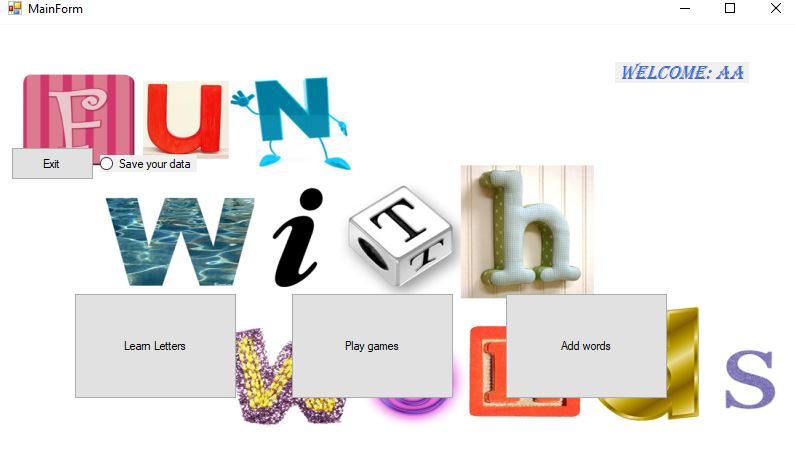 MainForm
WELCOME: AA
FuN
Exit Save your data
WiTh
Learn Letters Play games Add words